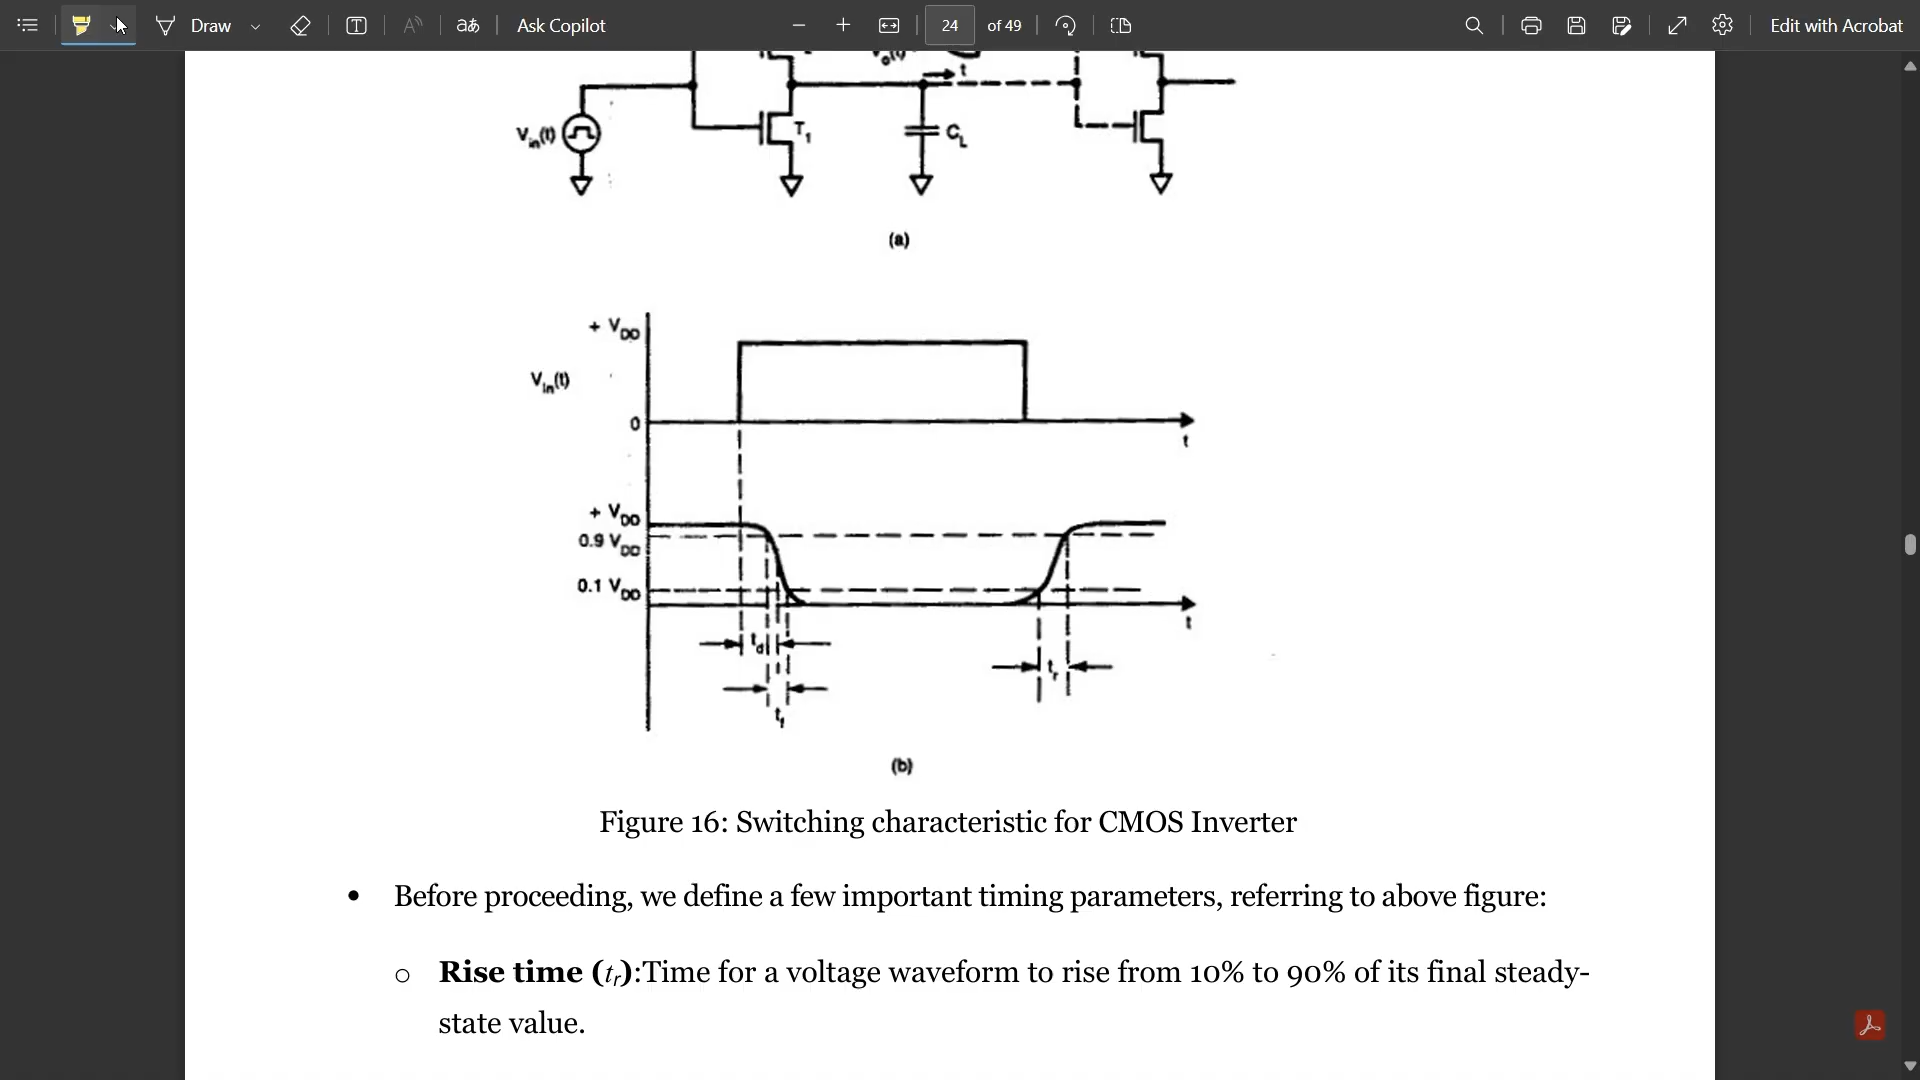 Draw
aあ
Ask Copilot
24 of 49
Edit with Acrobat
t
Vin(t)
T1
CL
(a)
+ VDD
Vin(t)
0
t
+ VDD
0.9 VDD
0.1 VDD
t
td
tr
tf
(b)
Figure 16: Switching characteristic for CMOS Inverter
• Before proceeding, we define a few important timing parameters, referring to above figure:
o Rise time (tr):Time for a voltage waveform to rise from 10% to 90% of its final steady-
state value.